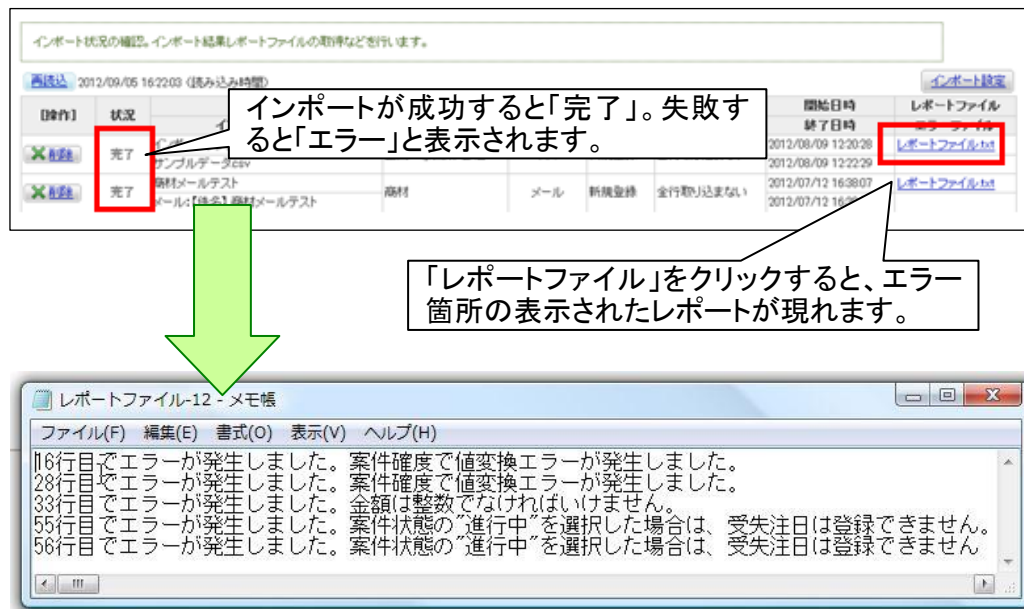 インポート状況の確認。インポート結果レポートファイルの取得などを行います。
再読込 2012/09/05 16:22:03 (読み込み時間)
インポート設定
インポートが成功すると「完了」。失敗す
ると「エラー」と表示されます。
[操作] 状況 開始日時 レポートファイル
終了日時 エラーファイル
削除 完了 2012/08/09 12:20:28 レポートファイル.txt
サンプルデータ.csv 2012/08/09 12:22:29
削除 完了 商材メールテスト 商材 メール 新規登録 全行取り込まない 2012/07/12 16:38:07 レポートファイル.txt
メール:【件名】商材メールテスト 2012/07/12
「レポートファイル」をクリックすると、エラー
箇所の表示されたレポートが現れます。
レポートファイル-12 - メモ帳
ファイル(F) 編集(E) 書式(O) 表示(V) ヘルプ(H)
16行目でエラーが発生しました。案件確度で値変換エラーが発生しました。
28行目でエラーが発生しました。案件確度で値変換エラーが発生しました。
33行目でエラーが発生しました。金額は整数でなければいけません。
55行目でエラーが発生しました。案件状態の"進行中"を選択した場合は、受失注日は登録できません。
56行目でエラーが発生しました。案件状態の"進行中"を選択した場合は、受失注日は登録できません